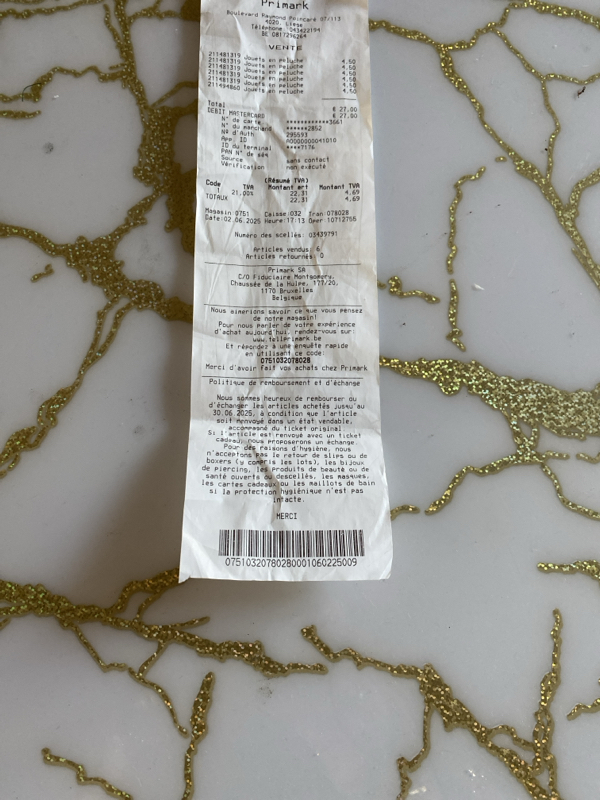 Primark
Boulevard Raymond Poincaré 07/113
4020, Liège
Téléphone: 043422194
BE 0817296264
VENTE
211481319 Jouets en peluche 4.50
211481319 Jouets en peluche 4.50
211481319 Jouets en peluche 4.50
211481319 Jouets en peluche 4.50
211481319 Jouets en peluche 4.50
211494860 Jouets en peluche 4.50
Total € 27.00
DEBIT MASTERCARD € 27.00
N° de carte ************3661
N° du marchand *****2852
N° d'Auth 295593
App. ID A0000000041010
ID du terminal ****7176
PAN N° de séq
Source sans contact
Vérification non exécuté
(Résumé TVA)
Code TVA Montant art Montant TVA
1 21,00% 22.31 4.69
TOTAUX 22.31 4.69
Magasin:0751 Caisse:032 Tran:078028
Date:02.06.2025 Heure:17:13 Oper:10712755
Numéro des scellés: 03439791
Articles vendus: 6
Articles retournés: 0
Primark SA
C/O Fiduciaire Montgomery,
Chaussée de la Hulpe, 177/20,
1170 Bruxelles
Belgique
Nous aimerions savoir ce que vous pensez
de notre magasin!
Pour nous parler de votre expérience
d'achat aujourd'hui, rendez-vous sur
www.tellprimark.be
Et répondez à une enquête rapide
en utilisant ce code:
0751032078028
Merci d'avoir fait vos achats chez Primark
Politique de remboursement et d'échange
Nous sommes heureux de rembourser ou
d'échanger les articles achetés jusqu'au
30.06.2025, à condition que l'article
soit renvoyé dans un état vendable,
accompagné du ticket original.
Si l'article est renvoyé avec un ticket
cadeau, nous proposerons un échange.
Pour des raisons d'hygiène, nous
n'acceptons pas le retour de slips ou de
boxers (y compris les lots), les bijoux
de piercings, les produits de beauté ou de
santé ouverts ou descellés, les masques,
les cartes cadeaux ou les maillots de bain
si la protection hygiénique n'est pas
intacte.
MERCI
07510320780280001060225009